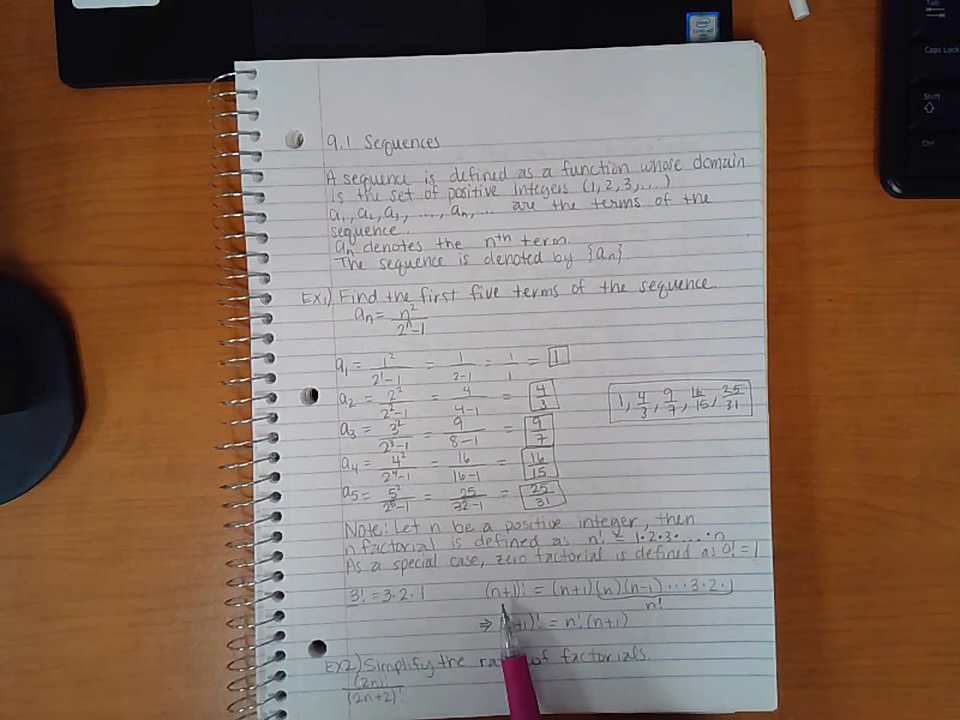 9.1 Sequences
A sequence is defined as a function whose domain
is the set of positive integers (1, 2, 3, ...)
a₁, a₂, a₃, ...., aₙ, ... are the terms of the
sequence.
aₙ denotes the nth term.
The sequence is denoted by {aₙ}.
Ex1) Find the first five terms of the sequence.
aₙ = n²/(2ⁿ-1)
a₁ = 1²/(2¹-1) = 1/(2-1) = 1/1 = 1
a₂ = 2²/(2²-1) = 4/(4-1) = 4/3
1, 4/3, 9/7, 16/15, 25/31
a₃ = 3²/(2³-1) = 9/(8-1) = 9/7
a₄ = 4²/(2⁴-1) = 16/(16-1) = 16/15
a₅ = 5²/(2⁵-1) = 25/(32-1) = 25/31
Note: Let n be a positive integer, then
n factorial is defined as n! = 1·2·3·....·n
As a special case, zero factorial is defined as 0! = 1
3! = 3·2·1 (n+1)! = (n+1)(n)(n-1)···3·2·1
n!
⇒ +1)! = n!(n+1)
Ex2) Simplify the of factorials.
(2n)!/(2n+2)!
Tab
Caps Lock
Shift
Ctrl
intel